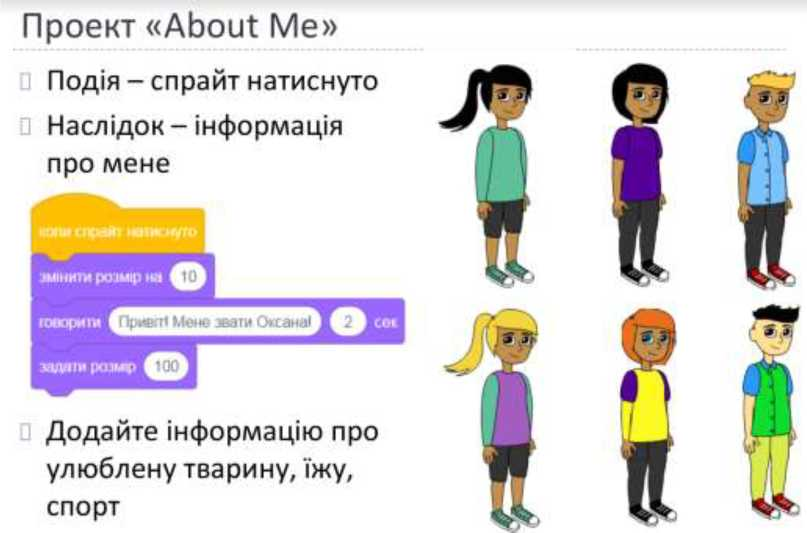 Проект «About Me»
Подія – спрайт натиснуто
Наслідок – інформація
про мене
коли спрайт натиснуто
змінити розмір на 10
говорити Привіт! Мене звати Оксана! 2 сек
задати розмір 100
Додайте інформацію про
улюблену тварину, їжу,
спорт